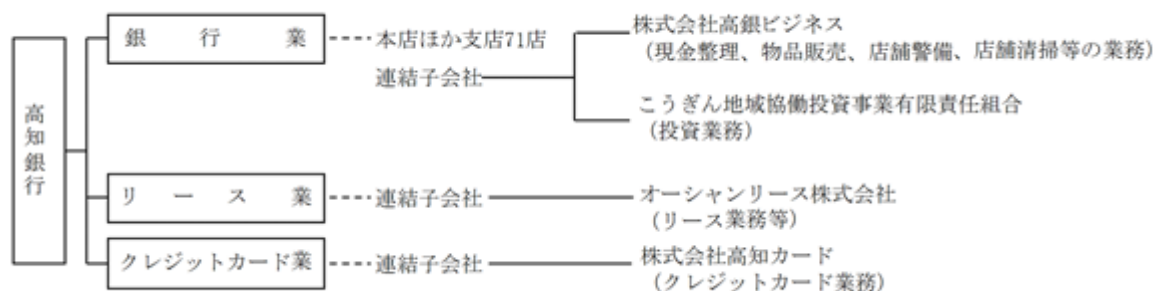 高知銀行
銀行業
本店ほか支店71店
連結子会社
株式会社高銀ビジネス
(現金整理、物品販売、店舗警備、店舗清掃等の業務)
こうぎん地域協働投資事業有限責任組合
(投資業務)
リース業
連結子会社
オーシャンリース株式会社
(リース業務等)
クレジットカード業
連結子会社
株式会社高知カード
(クレジットカード業務)